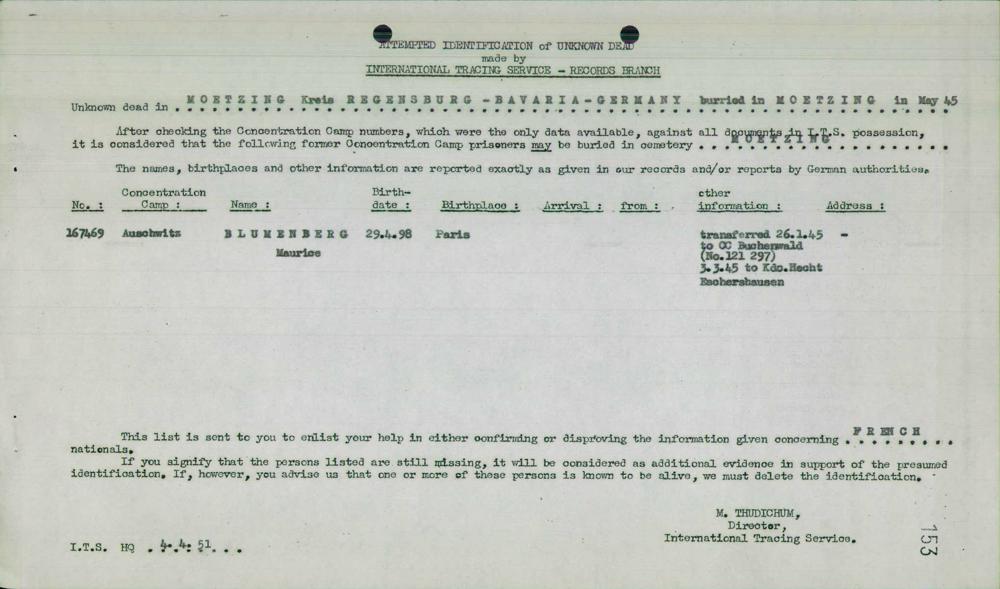 ATTEMPTED IDENTIFICATION of UNKNOWN DEAD
made by
INTERNATIONAL TRACING SERVICE - RECORDS BRANCH
Unknown dead in . MOETZING Kreis REGENSBURG - BAVARIA - GERMANY. burried in MOETZING in May 45
After checking the Concentration Camp numbers, which were the only data available, against all documents in I.T.S. possession,
it is considered that the following former Concentration Camp prisoners may be buried in cemetery . . . MOETZING . . . . . . . . . .
The names, birthplaces and other information are reported exactly as given in our records and/or reports by German authorities.
No. : Concentration Camp : Name : Birth-date : Birthplace : Arrival : from : other information : Address :
167469 Auschwitz BLUMENBERG 29.4.98 Paris transferred 26.1.45 -
Maurice to CC Buchenwald
(No.121 297)
3.3.45 to Kdo.Hecht
Eschershausen
This list is sent to you to enlist your help in either confirming or disproving the information given concerning . FRENCH . . .
nationals.
If you signify that the persons listed are still missing, it will be considered as additional evidence in support of the presumed
identification. If, however, you advise us that one or more of these persons is known to be alive, we must delete the identification.
M. THUDICHUM,
Director,
International Tracing Service.
I.T.S. HQ . 4.4.51. . .
153